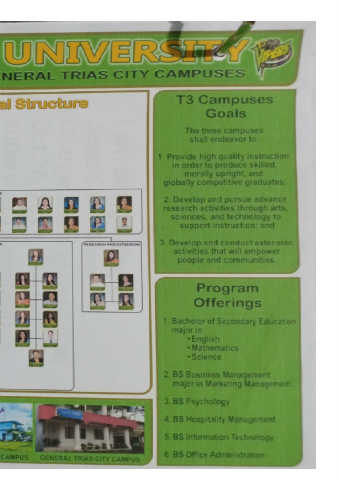 UNIVERSITY
NERAL TRIAS CITY CAMPUSES
al Structure
T3 Campuses
Goals
The three campuses
shall endeavor to:
1. Provide high quality instruction
in order to produce skilled,
morally upright, and
globally competitive graduates;
2. Develop and pursue advance
research activities through arts,
sciences, and technology to
support instruction; and
3. Develop and conduct extension
activities that will empower
people and communities.
Program
Offerings
1. Bachelor of Secondary Education
major in
•English
•Mathematics
•Science
2. BS Business Management
major in Marketing Management
3. BS Psychology
4. BS Hospitality Management
5. BS Information Technology
6. BS Office Administration
CAMPUS
GENERAL TRIAS CITY CAMPUS